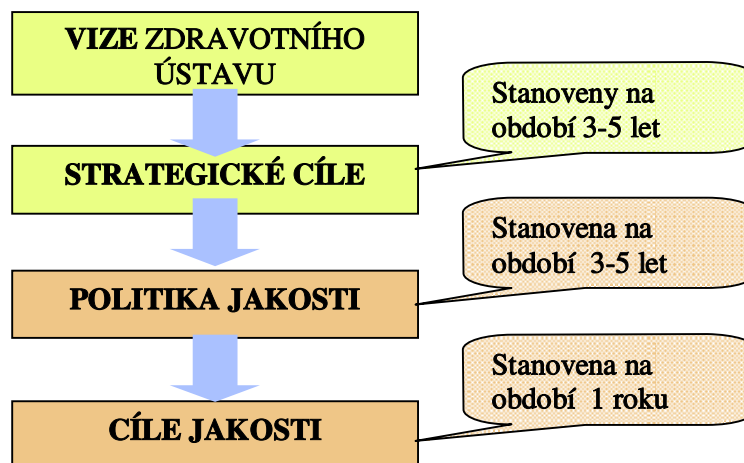 VIZE ZDRAVOTNÍHO
ÚSTAVU
Stanoveny na
období 3-5 let
STRATEGICKÉ CÍLE
Stanovena na
období 3-5 let
POLITIKA JAKOSTI
Stanovena na
období 1 roku
CÍLE JAKOSTI